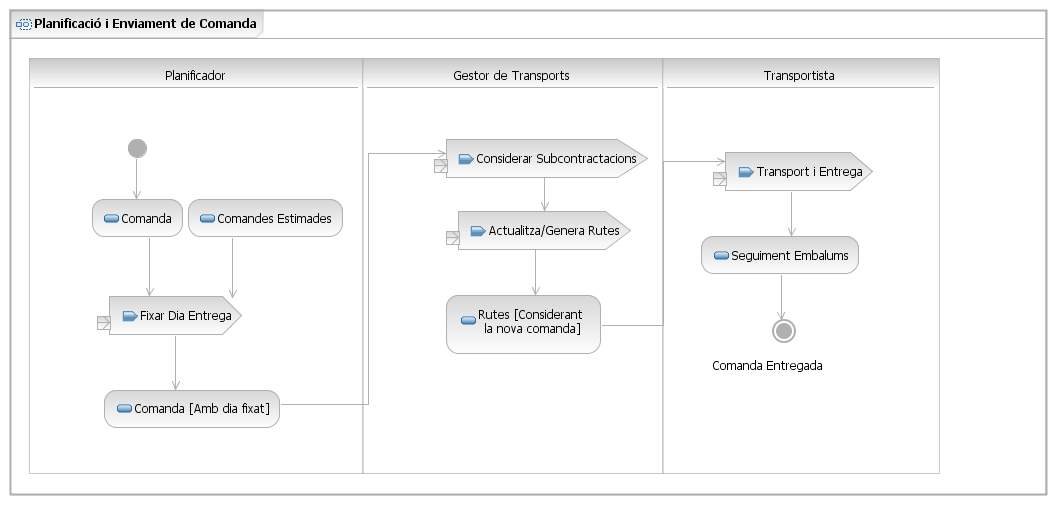 Planificació i Enviament de Comanda
Planificador
Gestor de Transports
Transportista
Comanda
Comandes Estimades
Fixar Dia Entrega
Comanda [Amb dia fixat]
Considerar Subcontractacions
Actualitza/Genera Rutes
Rutes [Considerant
la nova comanda]
Transport i Entrega
Seguiment Embalums
Comanda Entregada